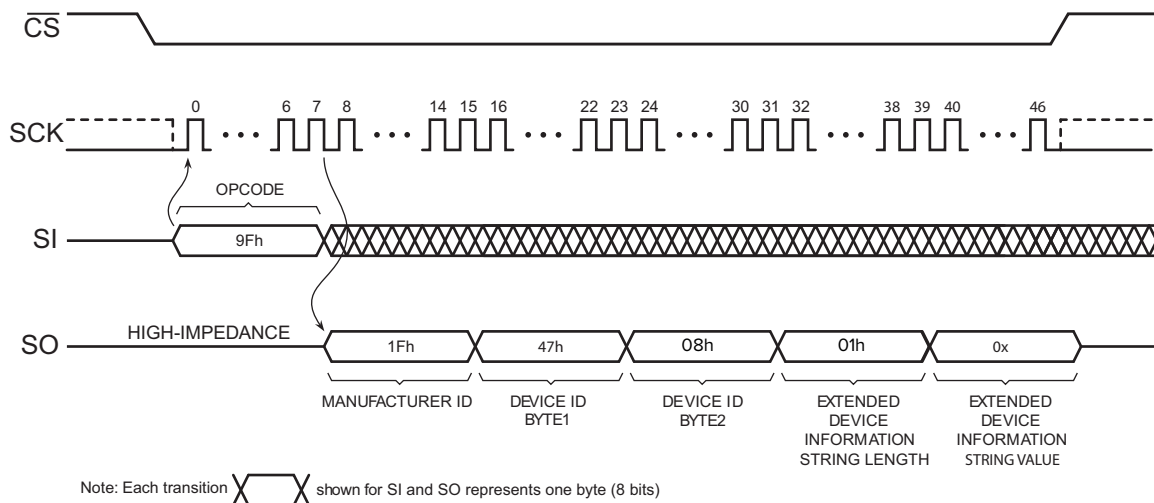 CS
SCK
0 6 7 8 14 15 16 22 23 24 30 31 32 38 39 40 46
OPCODE
SI
9Fh
HIGH-IMPEDANCE
SO
1Fh 47h 08h 01h 0x
MANUFACTURER ID
DEVICE ID
BYTE1
DEVICE ID
BYTE2
EXTENDED
DEVICE
INFORMATION
STRING LENGTH
EXTENDED
DEVICE
INFORMATION
STRING VALUE
Note: Each transition shown for SI and SO represents one byte (8 bits)